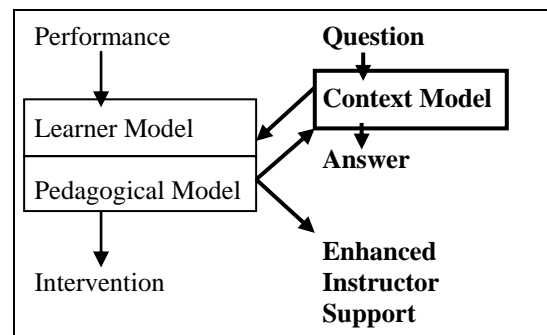 Performance
Question
Context Model
Learner Model
Answer
Pedagogical Model
Enhanced
Instructor
Support
Intervention